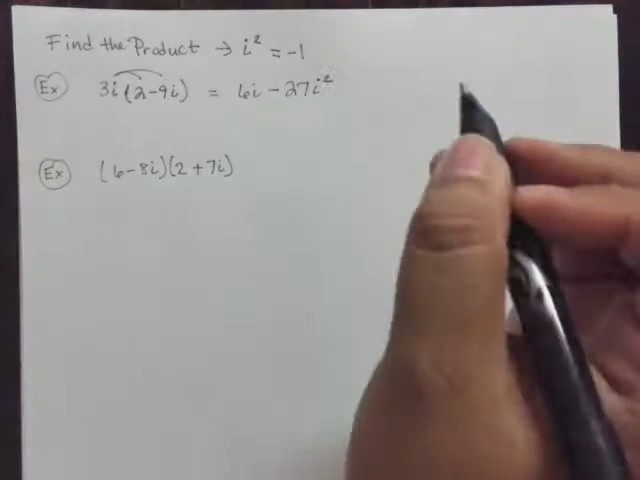 Find the Product → i² = -1
Ex 3i(2-9i) = 6i - 27i²
Ex (6-8i)(2+7i)